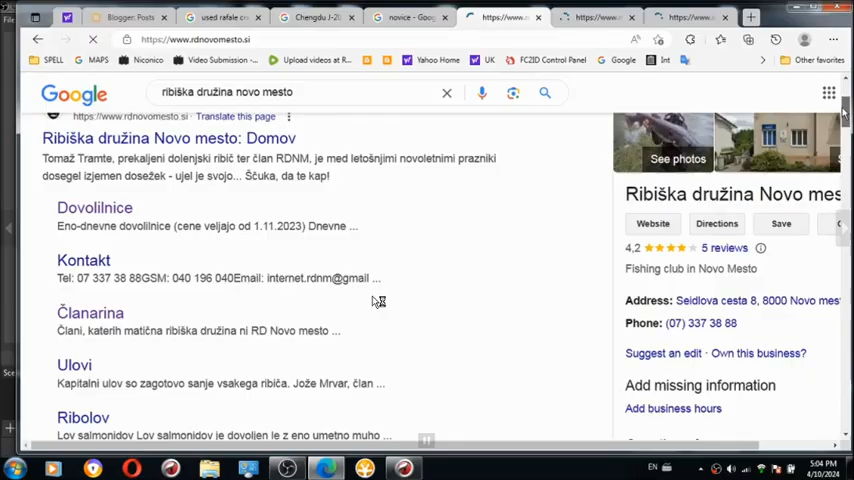 Blogger: Posts
used rafale cr
Chengdu J-20
novice - Goog
https://www.n
https://www.n
https://www.n
https://www.rdnovomesto.si
SPELL
MAPS
Niconico
Video Submission -...
Upload videos at R...
Yahoo Home
UK
FC2ID Control Panel
Google
Int
Other favorites
Google
ribiška družina novo mesto
https://www.rdnovomesto.si
Translate this page
Ribiška družina Novo mesto: Domov
Tomaž Tramte, prekaljeni dolenjski ribič ter član RDNM, je med letošnjimi novoletnimi prazniki
dosegel izjemen dosežek - ujel je svojo... Ščuka, da te kap!
Dovolilnice
Eno-dnevne dovolilnice (cene veljajo od 1.11.2023) Dnevne ...
Kontakt
Tel: 07 337 38 88GSM: 040 196 040Email: internet.rdnm@gmail ...
Članarina
Člani, katerih matična ribiška družina ni RD Novo mesto ...
Ulovi
Kapitalni ulov so zagotovo sanje vsakega ribiča. Jože Mrvar, član ...
Ribolov
Lov salmonidov Lov salmonidov je dovoljen le z eno umetno muho ...
See photos
Ribiška družina Novo mes
Website
Directions
Save
4,2
5 reviews
Fishing club in Novo Mesto
Address: Seidlova cesta 8, 8000 Novo mes
Phone: (07) 337 38 88
Suggest an edit · Own this business?
Add missing information
Add business hours
EN
5:04 PM
4/10/2024